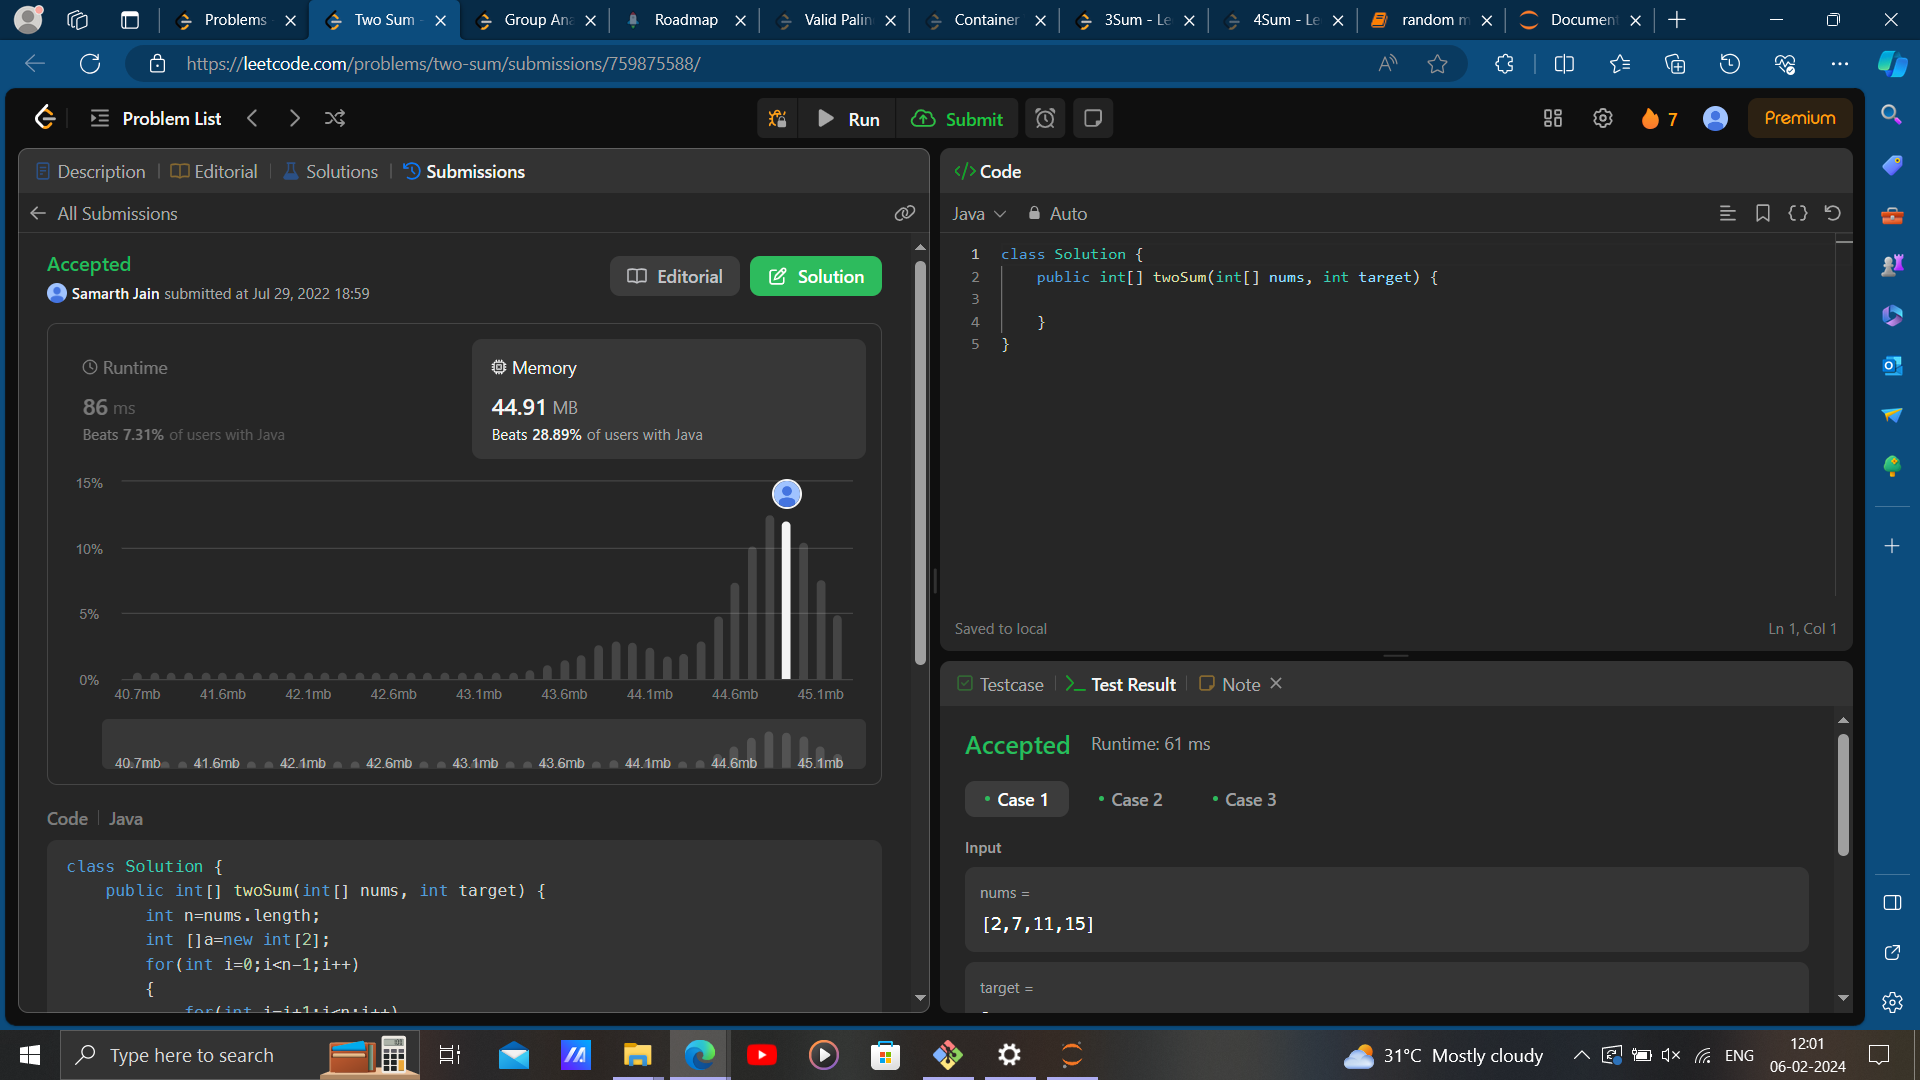 Problems
Two Sum -
Group Ana
Roadmap
Valid Palin
Container
3Sum - Le
4Sum - Le
random m
Document
https://leetcode.com/problems/two-sum/submissions/759875588/
Problem List
Run
Submit
7
Premium
Description
Editorial
Solutions
Submissions
All Submissions
Accepted
Samarth Jain submitted at Jul 29, 2022 18:59
Editorial
Solution
Runtime
86 ms
Beats 7.31% of users with Java
Memory
44.91 MB
Beats 28.89% of users with Java
15%
10%
5%
0%
40.7mb 41.6mb 42.1mb 42.6mb 43.1mb 43.6mb 44.1mb 44.6mb 45.1mb
40.7mb 41.6mb 42.1mb 42.6mb 43.1mb 43.6mb 44.1mb 44.6mb 45.1mb
Code | Java
class Solution {
public int[] twoSum(int[] nums, int target) {
int n=nums.length;
int []a=new int[2];
for(int i=0;i<n-1;i++)
{
Code
Java
Auto
1 class Solution {
2 public int[] twoSum(int[] nums, int target) {
3
4 }
5 }
Saved to local
Ln 1, Col 1
Testcase
Test Result
Note
Accepted
Runtime: 61 ms
Case 1
Case 2
Case 3
Input
nums =
[2,7,11,15]
target =
Type here to search
31°C Mostly cloudy
ENG
12:01
06-02-2024